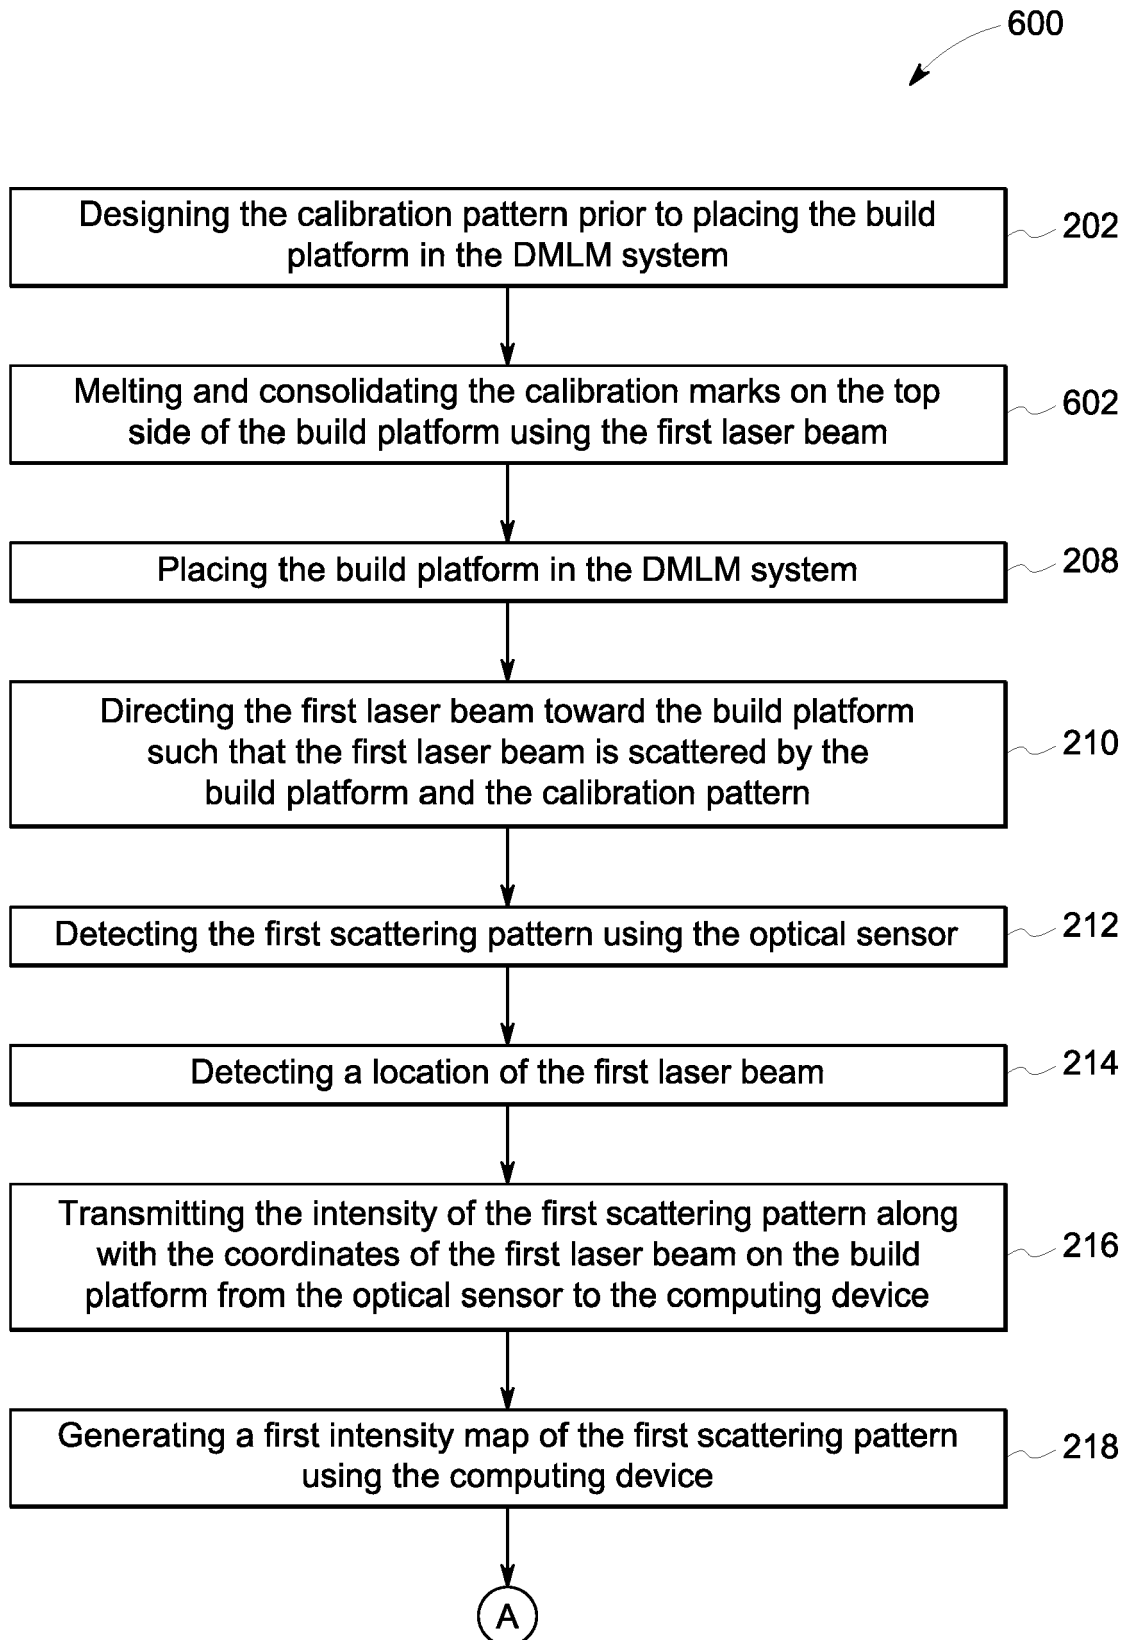 600
Designing the calibration pattern prior to placing the build
platform in the DMLM system
202
Melting and consolidating the calibration marks on the top
side of the build platform using the first laser beam
602
Placing the build platform in the DMLM system
208
Directing the first laser beam toward the build platform
such that the first laser beam is scattered by the
build platform and the calibration pattern
210
Detecting the first scattering pattern using the optical sensor
212
Detecting a location of the first laser beam
214
Transmitting the intensity of the first scattering pattern along
with the coordinates of the first laser beam on the build
platform from the optical sensor to the computing device
216
Generating a first intensity map of the first scattering pattern
using the computing device
218
A